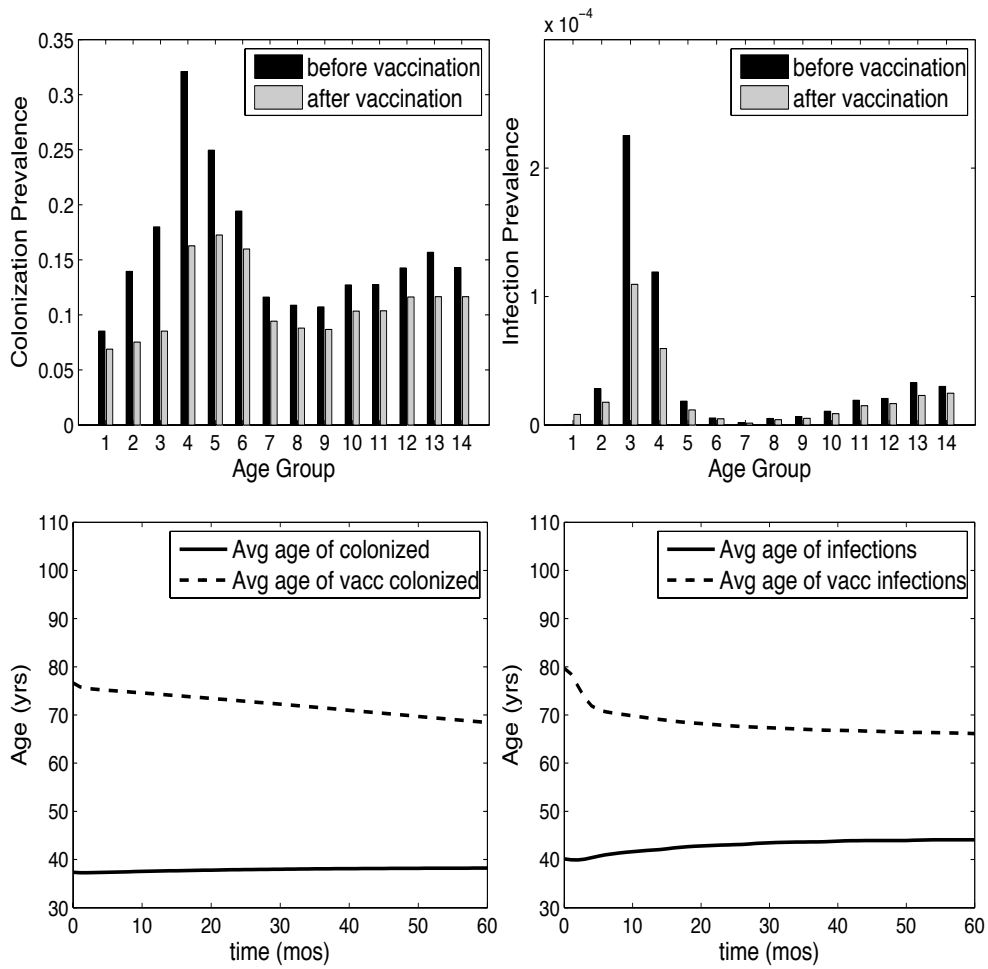 0.35
0.3
0.25
0.2
0.15
0.1
0.05
0
Colonization Prevalence
before vaccination
after vaccination
1 2 3 4 5 6 7 8 9 10 11 12 13 14
Age Group
x 10⁻⁴
2
1
0
Infection Prevalence
before vaccination
after vaccination
1 2 3 4 5 6 7 8 9 10 11 12 13 14
Age Group
110
100
90
80
70
60
50
40
30
Age (yrs)
Avg age of colonized
Avg age of vacc colonized
0 10 20 30 40 50 60
time (mos)
110
100
90
80
70
60
50
40
30
Age (yrs)
Avg age of infections
Avg age of vacc infections
0 10 20 30 40 50 60
time (mos)